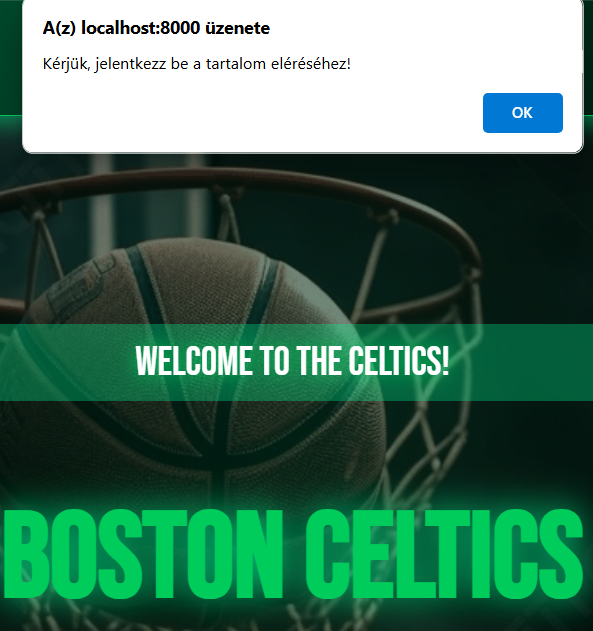 A(z) localhost:8000 üzenete
Kérjük, jelentkezz be a tartalom eléréséhez!
OK
WELCOME TO THE CELTICS!
BOSTON CELTICS